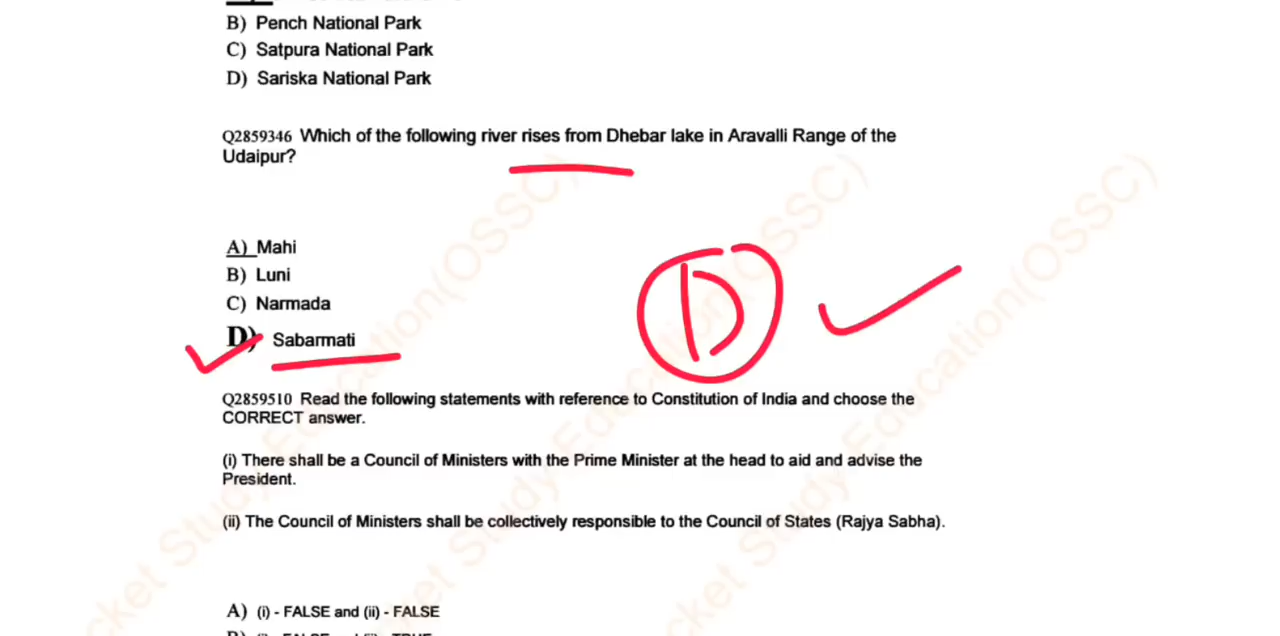 B) Pench National Park
C) Satpura National Park
D) Sariska National Park
Q2859346 Which of the following river rises from Dhebar lake in Aravalli Range of the
Udaipur?
A) Mahi
B) Luni
C) Narmada
D) Sabarmati
D
Q2859510 Read the following statements with reference to Constitution of India and choose the
CORRECT answer.
(i) There shall be a Council of Ministers with the Prime Minister at the head to aid and advise the
President.
(ii) The Council of Ministers shall be collectively responsible to the Council of States (Rajya Sabha).
A) (i) - FALSE and (ii) - FALSE